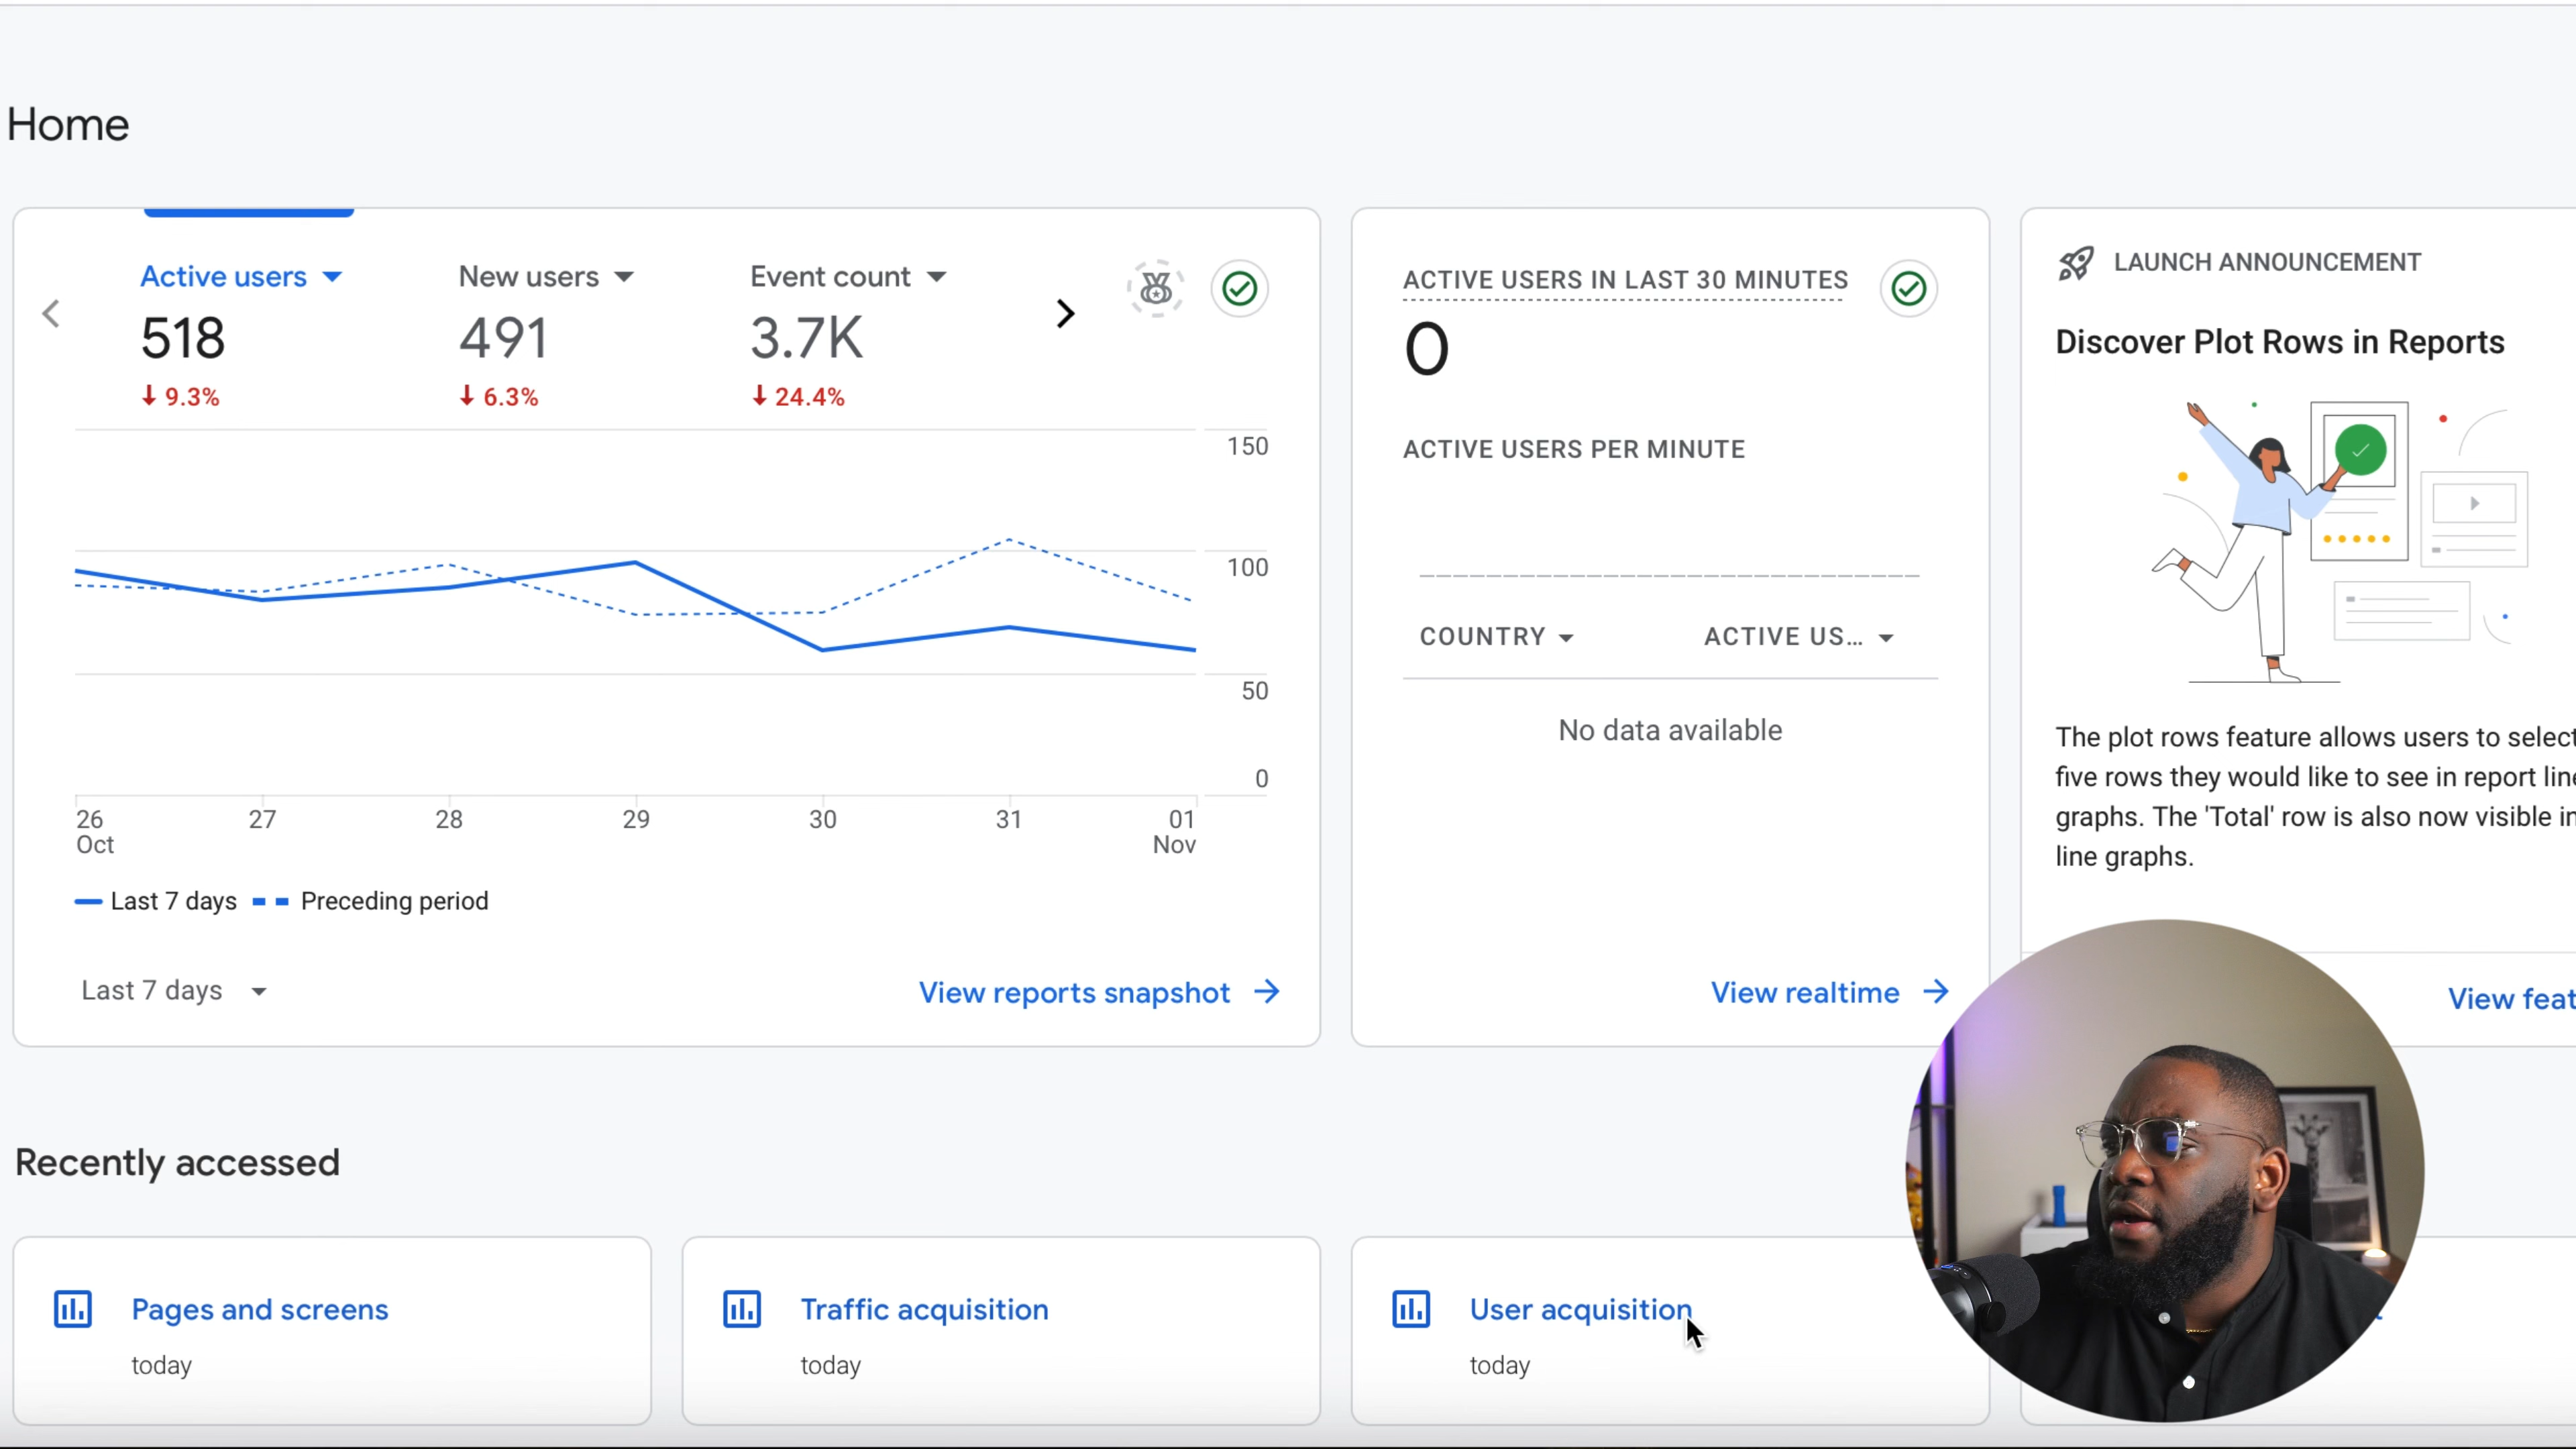 Home
Active users
518
9.3%
New users
491
6.3%
Event count
3.7K
24.4%
150
100
50
0
26
Oct
27
28
29
30
31
01
Nov
Last 7 days
Preceding period
Last 7 days
View reports snapshot
ACTIVE USERS IN LAST 30 MINUTES
0
ACTIVE USERS PER MINUTE
COUNTRY
ACTIVE US...
No data available
View realtime
LAUNCH ANNOUNCEMENT
Discover Plot Rows in Reports
The plot rows feature allows users to select
five rows they would like to see in report line
graphs. The 'Total' row is also now visible in
line graphs.
View feat
Recently accessed
Pages and screens
today
Traffic acquisition
today
User acquisition
today